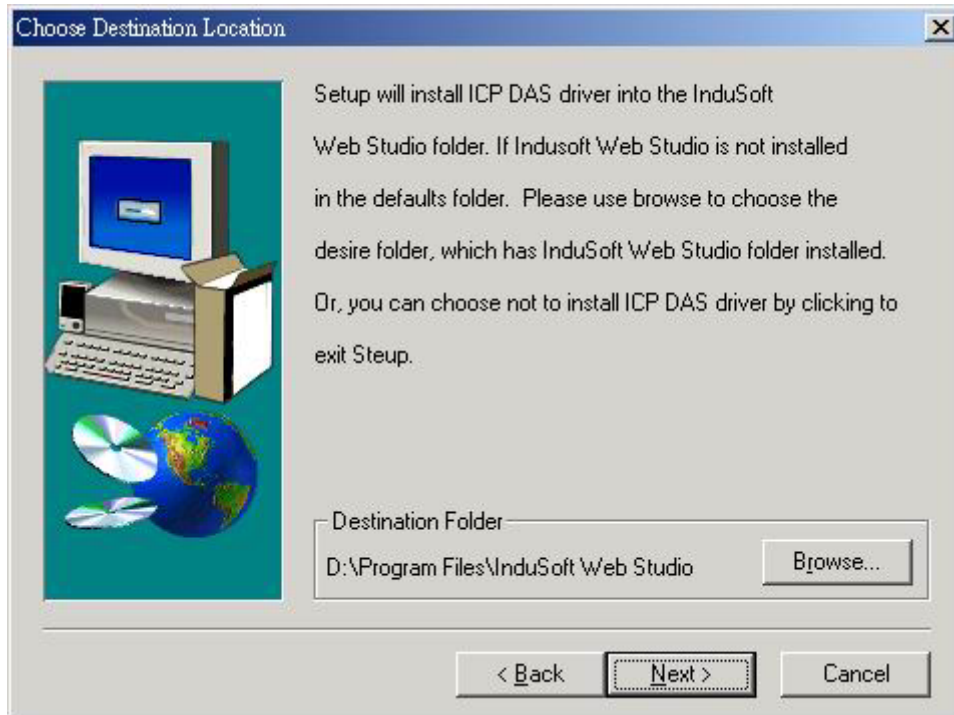 Choose Destination Location
Setup will install ICP DAS driver into the InduSoft
Web Studio folder. If Indusoft Web Studio is not installed
in the defaults folder.  Please use browse to choose the
desire folder, which has InduSoft Web Studio folder installed.
Or, you can choose not to install ICP DAS driver by clicking to
exit Steup.
Destination Folder
D:\Program Files\InduSoft Web Studio
Browse...
< Back
Next >
Cancel